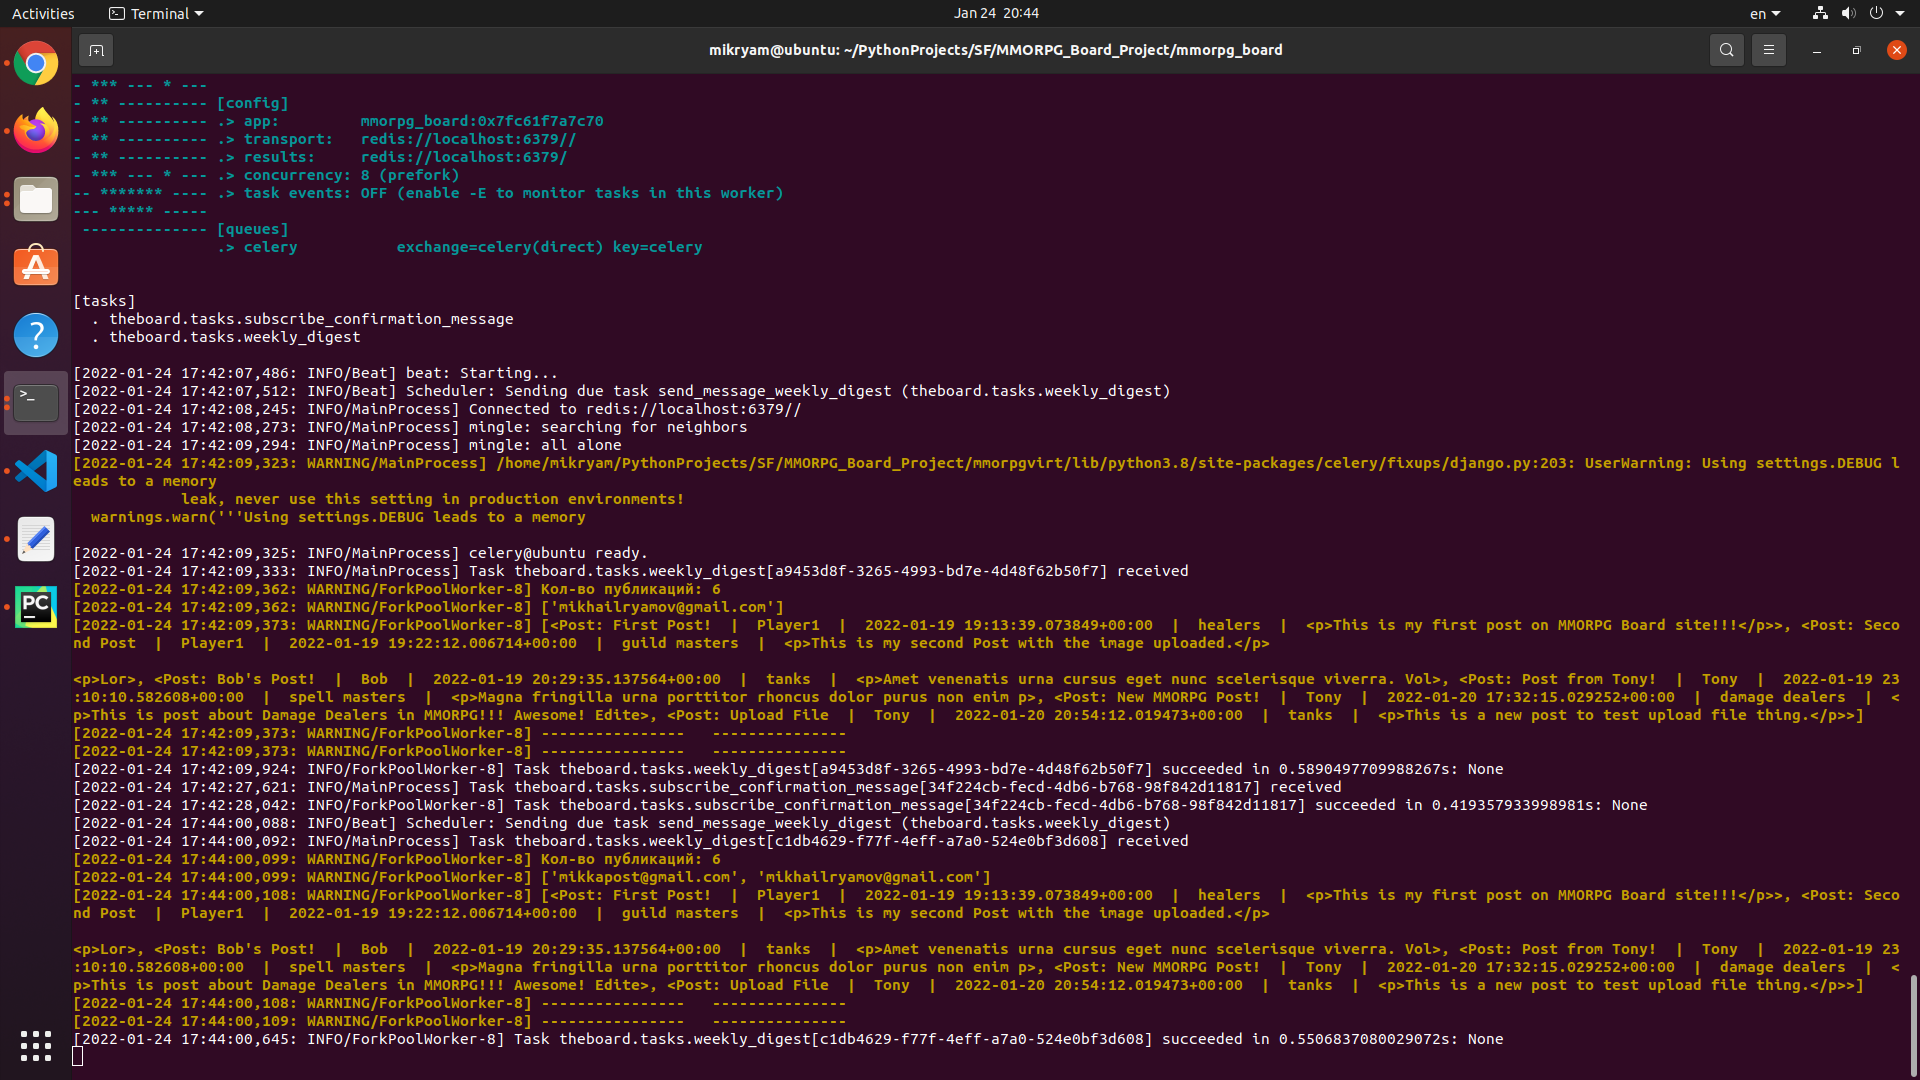 Activities Terminal Jan 24 20:44 en
mikryam@ubuntu: ~/PythonProjects/SF/MMORPG_Board_Project/mmorpg_board
- *** --- * ---
- ** ---------- [config]
- ** ---------- .> app:         mmorpg_board:0x7fc61f7a7c70
- ** ---------- .> transport:   redis://localhost:6379//
- ** ---------- .> results:     redis://localhost:6379/
- *** --- * --- .> concurrency: 8 (prefork)
-- ******* ---- .> task events: OFF (enable -E to monitor tasks in this worker)
--- ***** -----
 -------------- [queues]
                .> celery           exchange=celery(direct) key=celery
[tasks]
  . theboard.tasks.subscribe_confirmation_message
  . theboard.tasks.weekly_digest
[2022-01-24 17:42:07,486: INFO/Beat] beat: Starting...
[2022-01-24 17:42:07,512: INFO/Beat] Scheduler: Sending due task send_message_weekly_digest (theboard.tasks.weekly_digest)
[2022-01-24 17:42:08,245: INFO/MainProcess] Connected to redis://localhost:6379//
[2022-01-24 17:42:08,273: INFO/MainProcess] mingle: searching for neighbors
[2022-01-24 17:42:09,294: INFO/MainProcess] mingle: all alone
[2022-01-24 17:42:09,323: WARNING/MainProcess] /home/mikryam/PythonProjects/SF/MMORPG_Board_Project/mmorpgvirt/lib/python3.8/site-packages/celery/fixups/django.py:203: UserWarning: Using settings.DEBUG l
eads to a memory
            leak, never use this setting in production environments!
  warnings.warn('''Using settings.DEBUG leads to a memory
[2022-01-24 17:42:09,325: INFO/MainProcess] celery@ubuntu ready.
[2022-01-24 17:42:09,333: INFO/MainProcess] Task theboard.tasks.weekly_digest[a9453d8f-3265-4993-bd7e-4d48f62b50f7] received
[2022-01-24 17:42:09,362: WARNING/ForkPoolWorker-8] Кол-во публикаций: 6
[2022-01-24 17:42:09,362: WARNING/ForkPoolWorker-8] ['mikhailryamov@gmail.com']
[2022-01-24 17:42:09,373: WARNING/ForkPoolWorker-8] [<Post: First Post!  |  Player1  |  2022-01-19 19:13:39.073849+00:00  |  healers  |  <p>This is my first post on MMORPG Board site!!!</p>>, <Post: Seco
nd Post  |  Player1  |  2022-01-19 19:22:12.006714+00:00  |  guild masters  |  <p>This is my second Post with the image uploaded.</p>
<p>Lor>, <Post: Bob's Post!  |  Bob  |  2022-01-19 20:29:35.137564+00:00  |  tanks  |  <p>Amet venenatis urna cursus eget nunc scelerisque viverra. Vol>, <Post: Post from Tony!  |  Tony  |  2022-01-19 23
:10:10.582608+00:00  |  spell masters  |  <p>Magna fringilla urna porttitor rhoncus dolor purus non enim p>, <Post: New MMORPG Post!  |  Tony  |  2022-01-20 17:32:15.029252+00:00  |  damage dealers  |  <
p>This is post about Damage Dealers in MMORPG!!! Awesome! Edite>, <Post: Upload File  |  Tony  |  2022-01-20 20:54:12.019473+00:00  |  tanks  |  <p>This is a new post to test upload file thing.</p>>]
[2022-01-24 17:42:09,373: WARNING/ForkPoolWorker-8] ----------------   ---------------
[2022-01-24 17:42:09,373: WARNING/ForkPoolWorker-8] ----------------   ---------------
[2022-01-24 17:42:09,924: INFO/ForkPoolWorker-8] Task theboard.tasks.weekly_digest[a9453d8f-3265-4993-bd7e-4d48f62b50f7] succeeded in 0.5890497709988267s: None
[2022-01-24 17:42:27,621: INFO/MainProcess] Task theboard.tasks.subscribe_confirmation_message[34f224cb-fecd-4db6-b768-98f842d11817] received
[2022-01-24 17:42:28,042: INFO/ForkPoolWorker-8] Task theboard.tasks.subscribe_confirmation_message[34f224cb-fecd-4db6-b768-98f842d11817] succeeded in 0.419357933998981s: None
[2022-01-24 17:44:00,088: INFO/Beat] Scheduler: Sending due task send_message_weekly_digest (theboard.tasks.weekly_digest)
[2022-01-24 17:44:00,092: INFO/MainProcess] Task theboard.tasks.weekly_digest[c1db4629-f77f-4eff-a7a0-524e0bf3d608] received
[2022-01-24 17:44:00,099: WARNING/ForkPoolWorker-8] Кол-во публикаций: 6
[2022-01-24 17:44:00,099: WARNING/ForkPoolWorker-8] ['mikkapost@gmail.com', 'mikhailryamov@gmail.com']
[2022-01-24 17:44:00,108: WARNING/ForkPoolWorker-8] [<Post: First Post!  |  Player1  |  2022-01-19 19:13:39.073849+00:00  |  healers  |  <p>This is my first post on MMORPG Board site!!!</p>>, <Post: Seco
nd Post  |  Player1  |  2022-01-19 19:22:12.006714+00:00  |  guild masters  |  <p>This is my second Post with the image uploaded.</p>
<p>Lor>, <Post: Bob's Post!  |  Bob  |  2022-01-19 20:29:35.137564+00:00  |  tanks  |  <p>Amet venenatis urna cursus eget nunc scelerisque viverra. Vol>, <Post: Post from Tony!  |  Tony  |  2022-01-19 23
:10:10.582608+00:00  |  spell masters  |  <p>Magna fringilla urna porttitor rhoncus dolor purus non enim p>, <Post: New MMORPG Post!  |  Tony  |  2022-01-20 17:32:15.029252+00:00  |  damage dealers  |  <
p>This is post about Damage Dealers in MMORPG!!! Awesome! Edite>, <Post: Upload File  |  Tony  |  2022-01-20 20:54:12.019473+00:00  |  tanks  |  <p>This is a new post to test upload file thing.</p>>]
[2022-01-24 17:44:00,108: WARNING/ForkPoolWorker-8] ----------------   ---------------
[2022-01-24 17:44:00,109: WARNING/ForkPoolWorker-8] ----------------   ---------------
[2022-01-24 17:44:00,645: INFO/ForkPoolWorker-8] Task theboard.tasks.weekly_digest[c1db4629-f77f-4eff-a7a0-524e0bf3d608] succeeded in 0.5506837080029072s: None
>_
PC